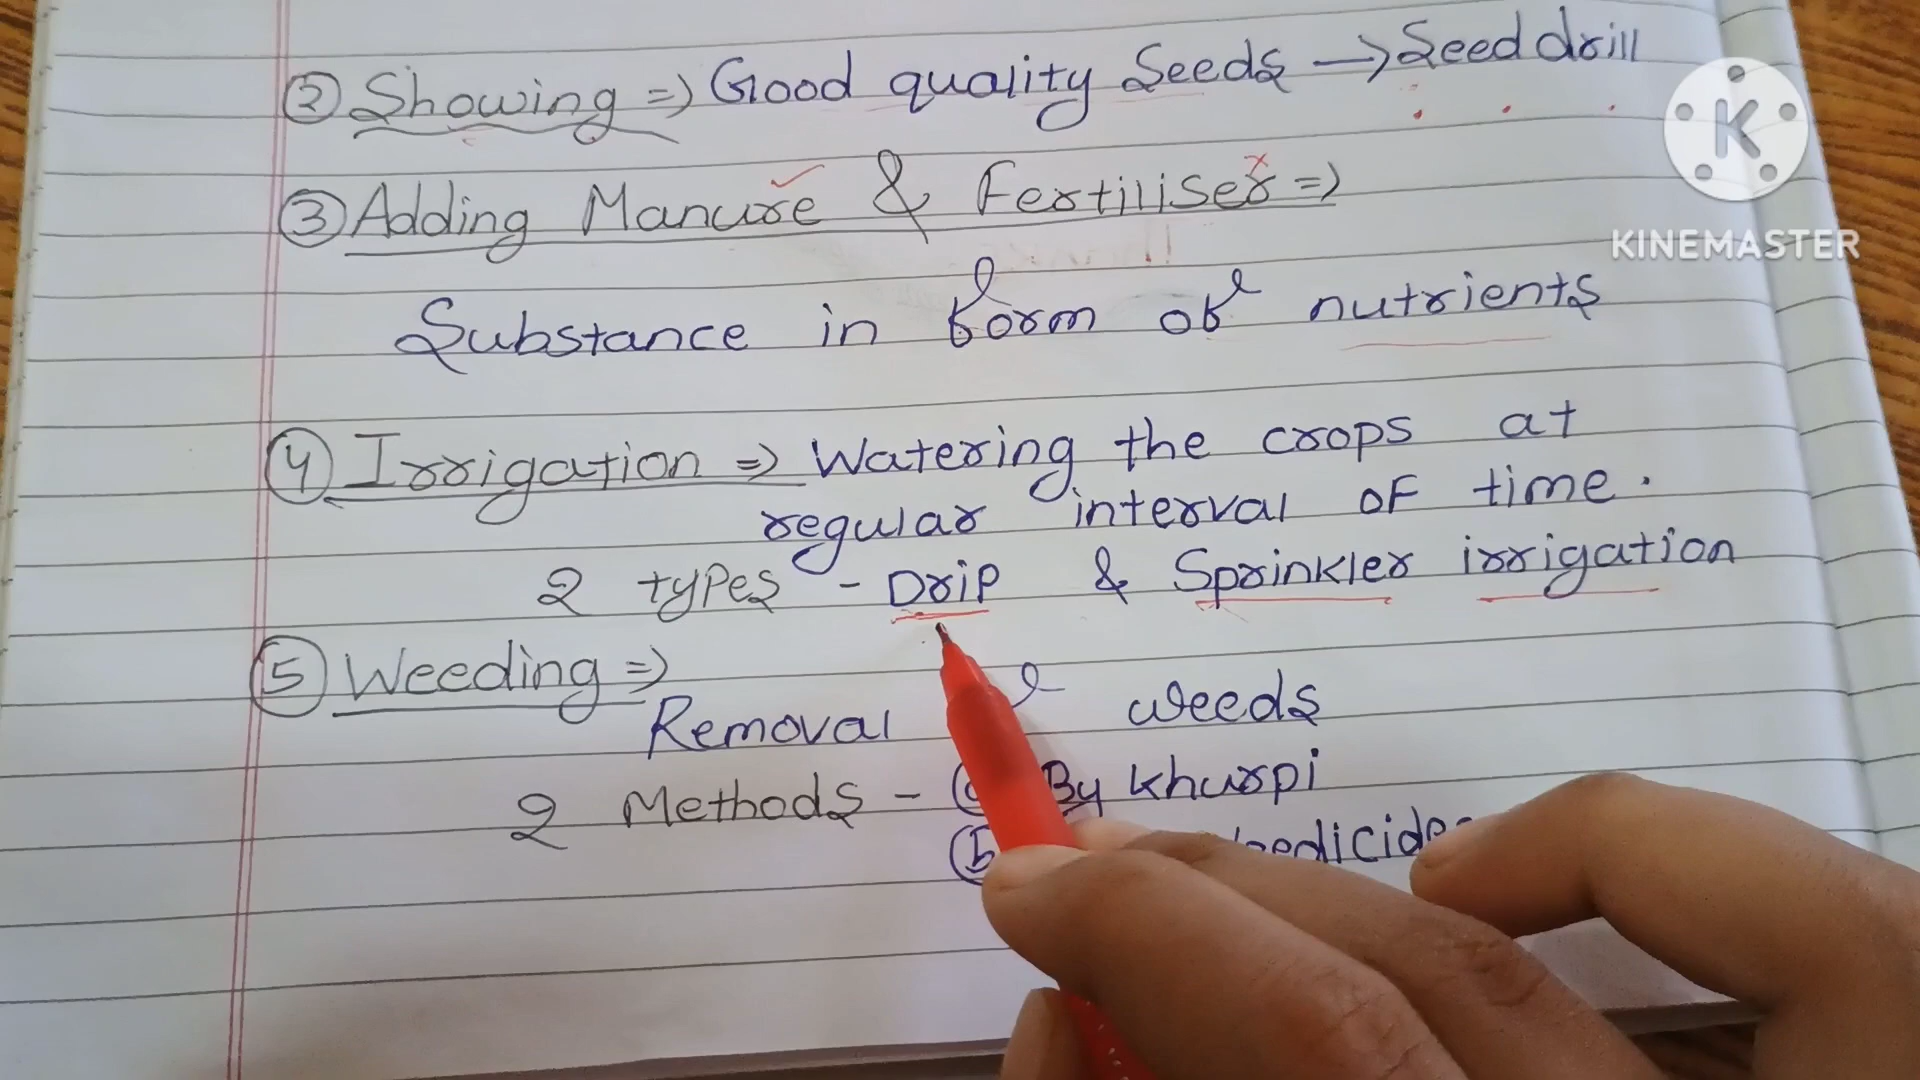 ② Showing => Good quality Seeds → Seed drill
③ Adding Manure & Fertiliser =>
Substance in form of nutrients
④ Irrigation => Watering the crops at
regular interval of time.
2 types - Drip & Sprinkler irrigation
⑤ Weeding =>
Removal weeds
2 Methods - By Khurpi
ⓑ
K
KINEMASTER